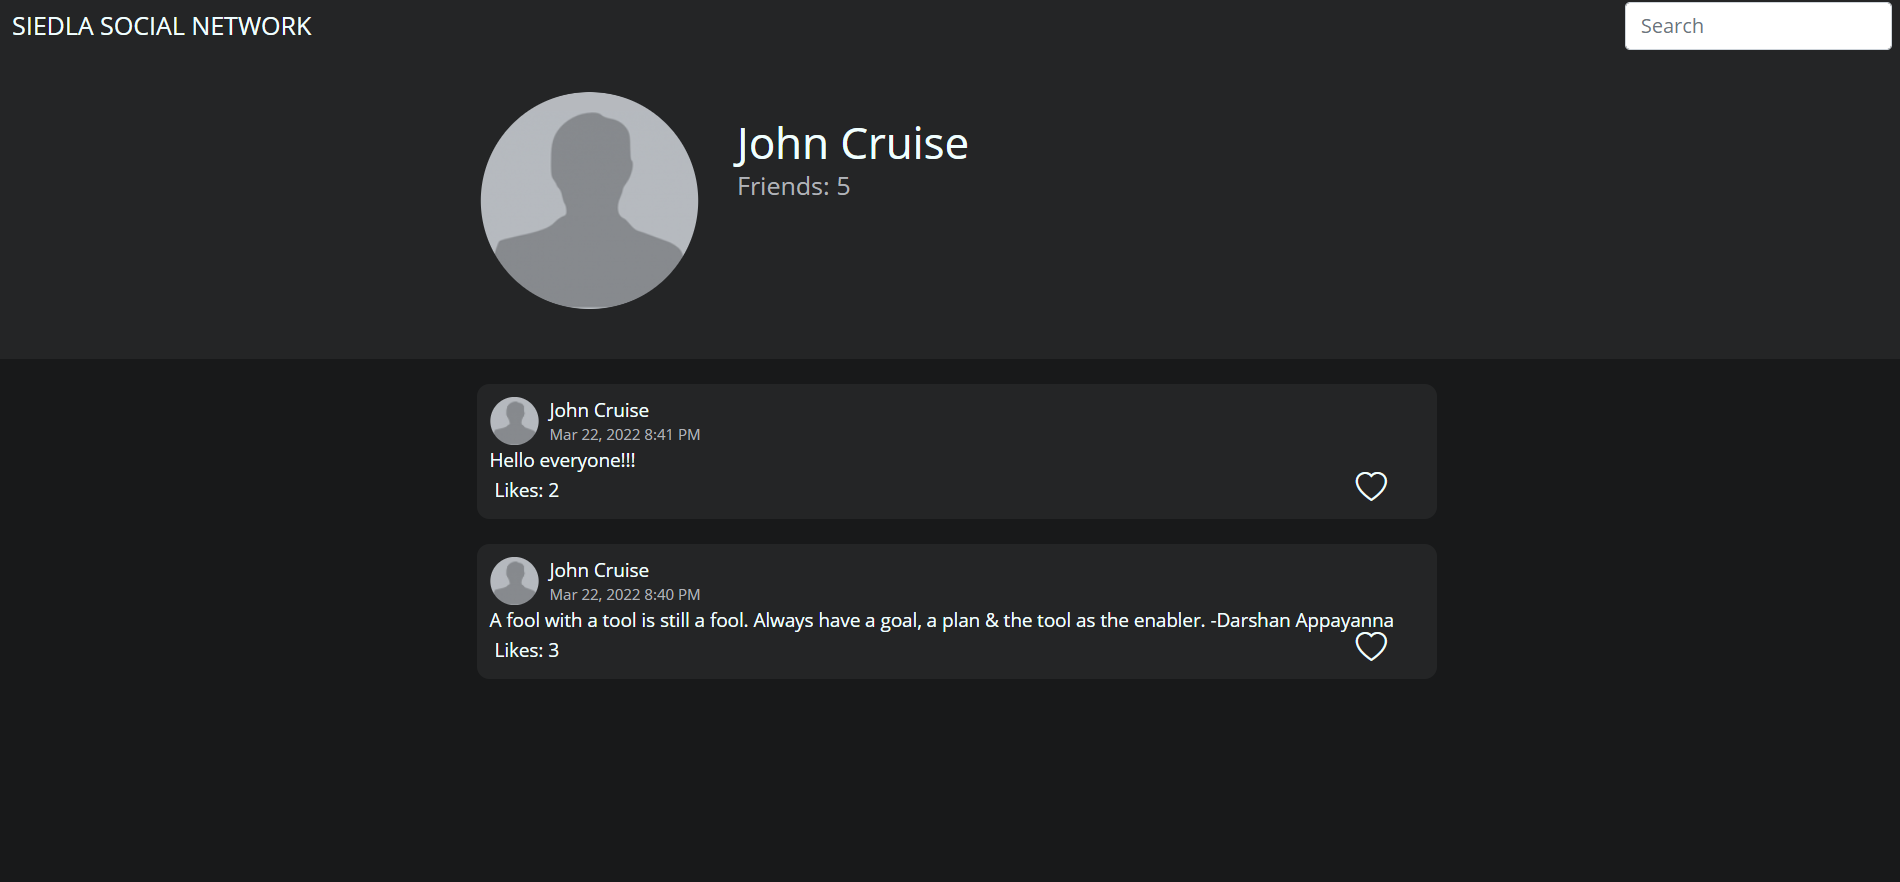 SIEDLA SOCIAL NETWORK
Search
John Cruise
Friends: 5
John Cruise
Mar 22, 2022 8:41 PM
Hello everyone!!!
Likes: 2
John Cruise
Mar 22, 2022 8:40 PM
A fool with a tool is still a fool. Always have a goal, a plan & the tool as the enabler. -Darshan Appayanna
Likes: 3